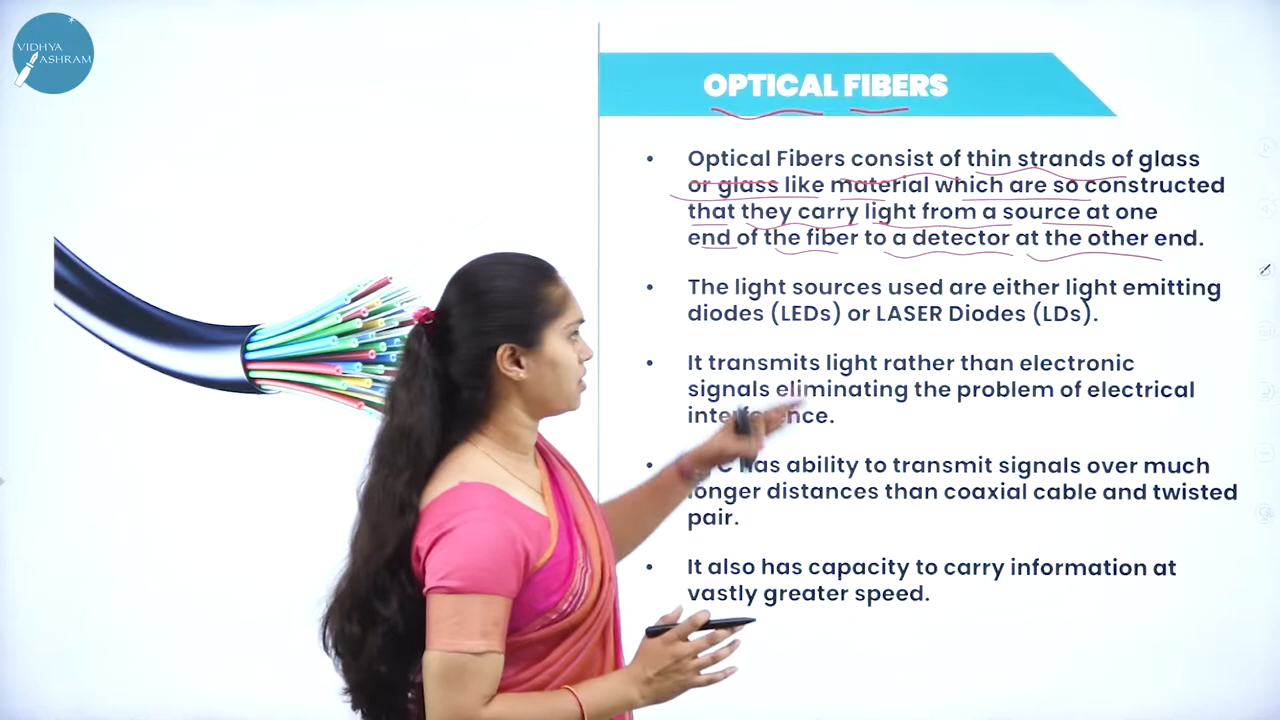 VIDHYA
ASHRAM
OPTICAL FIBERS
• Optical Fibers consist of thin strands of glass
or glass like material which are so constructed
that they carry light from a source at one
end of the fiber to a detector at the other end.
• The light sources used are either light emitting
diodes (LEDs) or LASER Diodes (LDs).
• It transmits light rather than electronic
signals eliminating the problem of electrical
interference.
• has ability to transmit signals over much
longer distances than coaxial cable and twisted
pair.
• It also has capacity to carry information at
vastly greater speed.